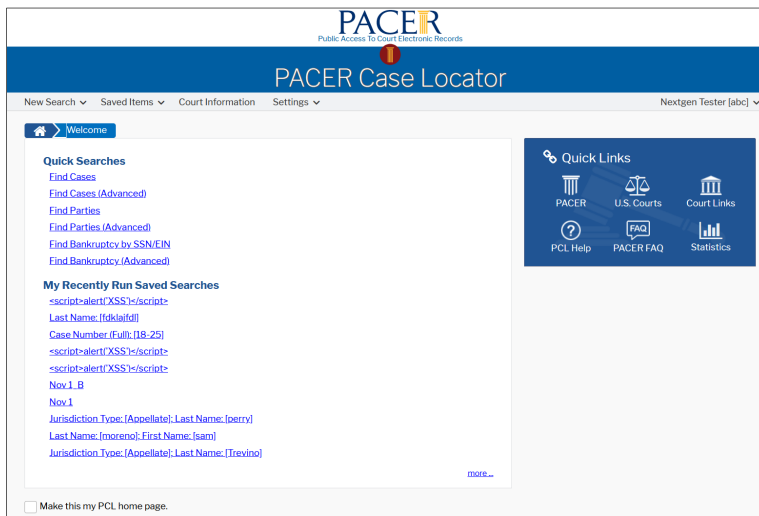 PACER
Public Access To Court Electronic Records
PACER Case Locator
New Search Saved Items Court Information Settings Nextgen Tester [abc]
Welcome
Quick Searches
Find Cases
Find Cases (Advanced)
Find Parties
Find Parties (Advanced)
Find Bankruptcy by SSN/EIN
Find Bankruptcy (Advanced)
My Recently Run Saved Searches
<script>alert('XSS')</script>
Last Name: [fdklajfdl]
Case Number (Full): [18-25]
<script>alert('XSS')</script>
<script>alert('XSS')</script>
Nov 1_B
Nov 1
Jurisdiction Type: [Appellate]; Last Name: [perry]
Last Name: [moreno]; First Name: [sam]
Jurisdiction Type: [Appellate]; Last Name: [Trevino]
more ...
Make this my PCL home page.
Quick Links
PACER U.S. Courts Court Links
FAQ
PCL Help PACER FAQ Statistics